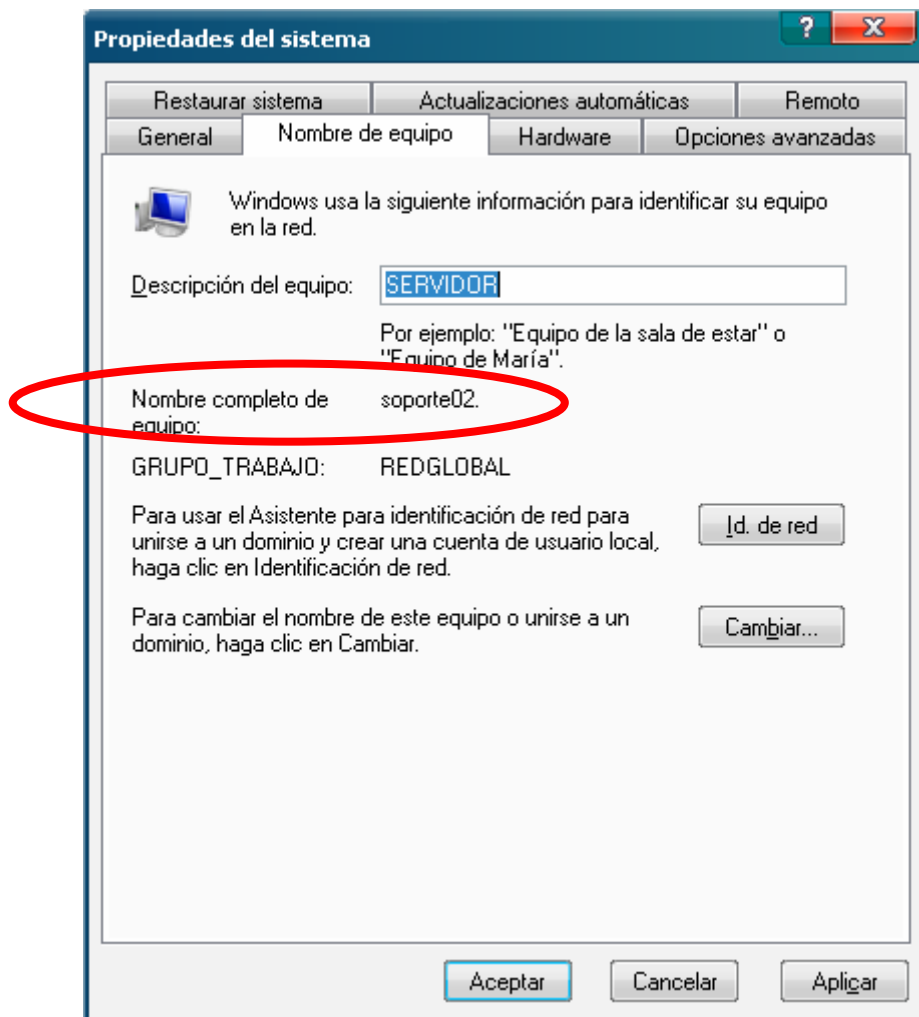 Propiedades del sistema
?
X
Restaurar sistema
Actualizaciones automáticas
Remoto
General
Nombre de equipo
Hardware
Opciones avanzadas
Windows usa la siguiente información para identificar su equipo
en la red.
Descripción del equipo:
SERVIDOR
Por ejemplo: "Equipo de la sala de estar" o
"Equipo de María".
Nombre completo de
equipo:
soporte02.
GRUPO_TRABAJO:
REDGLOBAL
Para usar el Asistente para identificación de red para
unirse a un dominio y crear una cuenta de usuario local,
haga clic en Identificación de red.
Id. de red
Para cambiar el nombre de este equipo o unirse a un
dominio, haga clic en Cambiar.
Cambiar...
Aceptar
Cancelar
Aplicar